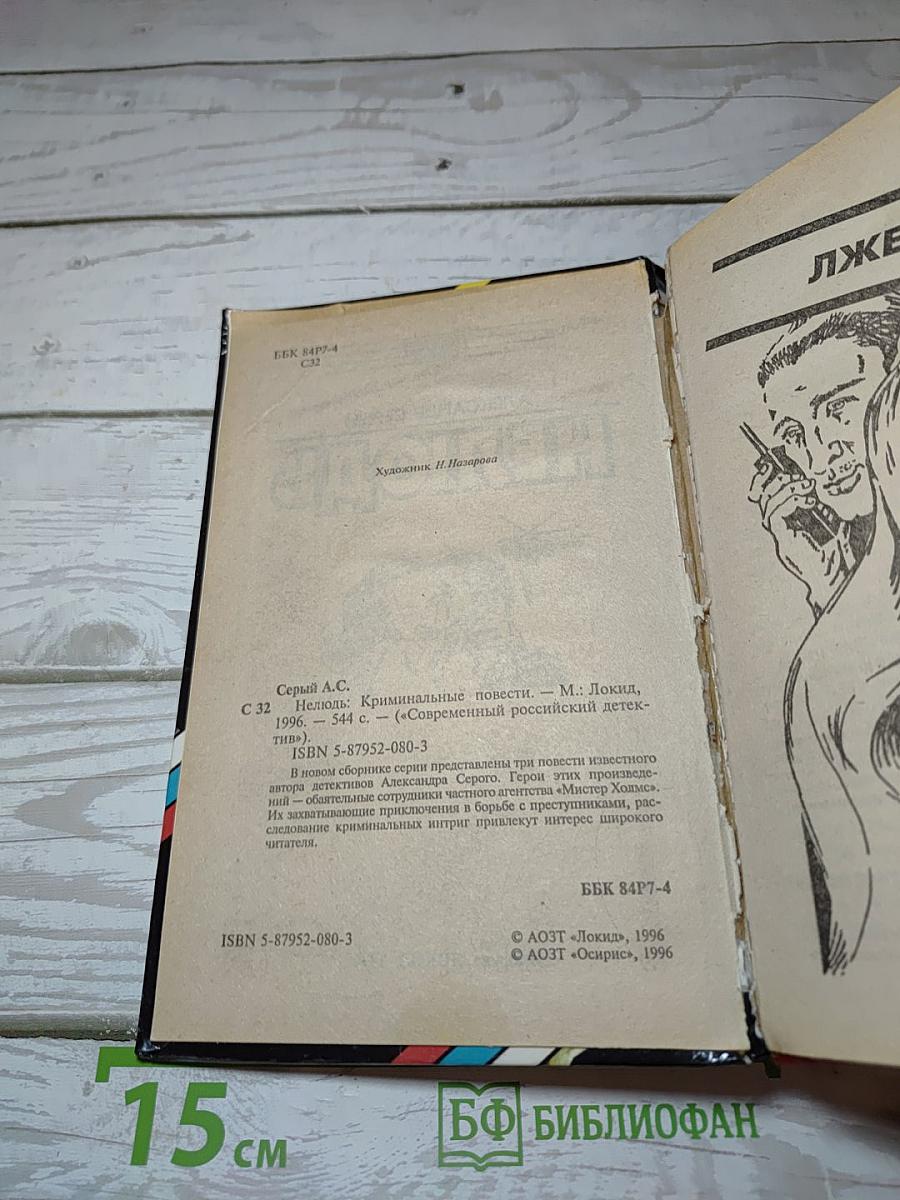 ББК 84Р7-4
С32
Художник Н.Назарова
Серый А.С.
С 32 Нелюдь: Криминальные повести. — М.: Локид,
1996. — 544 с. — («Современный российский детек-
тив»).
ISBN 5-87952-080-3
В новом сборнике серии представлены три повести известного
автора детективов Александра Серого. Герои этих произведе-
ний — обаятельные сотрудники частного агентства «Мистер Холмс».
Их захватывающие приключения в борьбе с преступниками, рас-
следование криминальных интриг привлекут интерес широкого
читателя.
ББК 84Р7-4
ISBN 5-87952-080-3
© АОЗТ «Локид», 1996
© АОЗТ «Осирис», 1996
ЛЖЕ
15 см
БФ БИБЛИОФАН